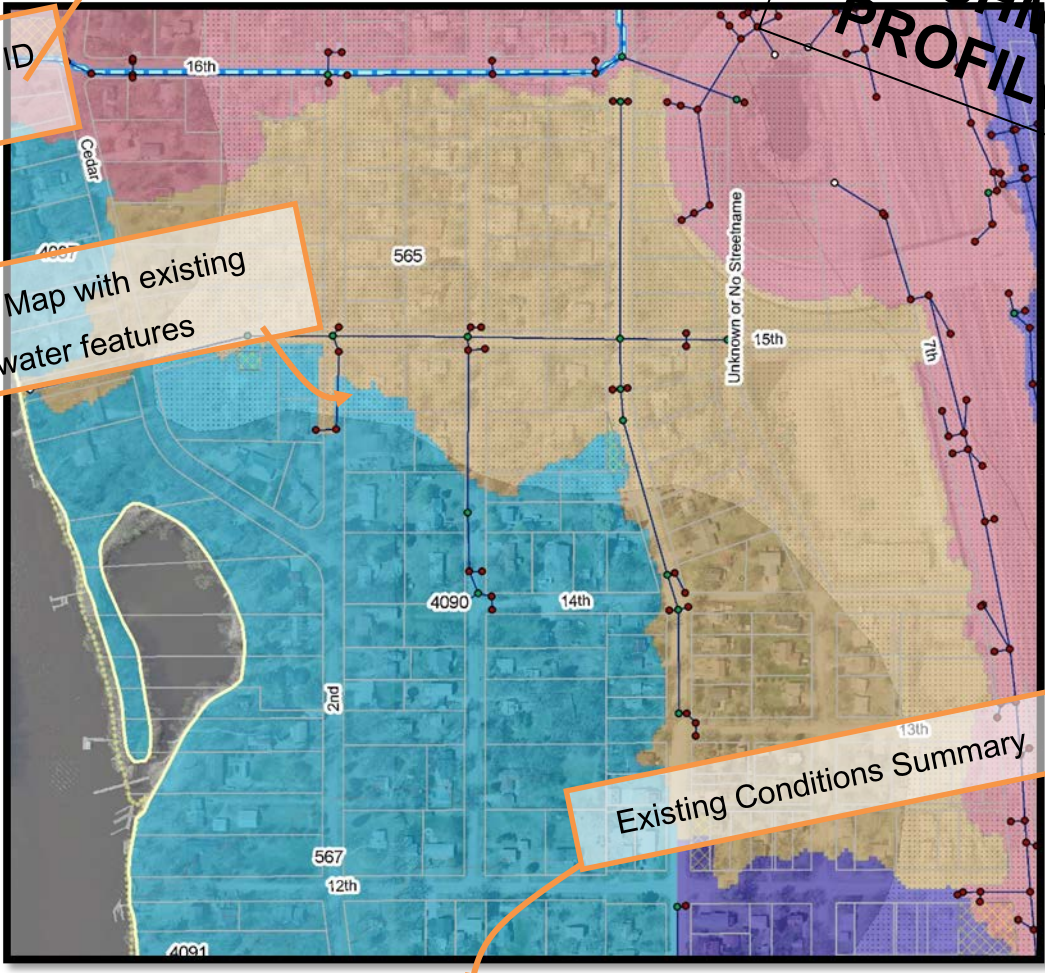 PROFIL
ID
16th
Cedar
4087
565
Unknown or No Streetname
Map with existing
water features
15th
7th
4090
14th
2nd
13th
Existing Conditions Summary
567
12th
4091